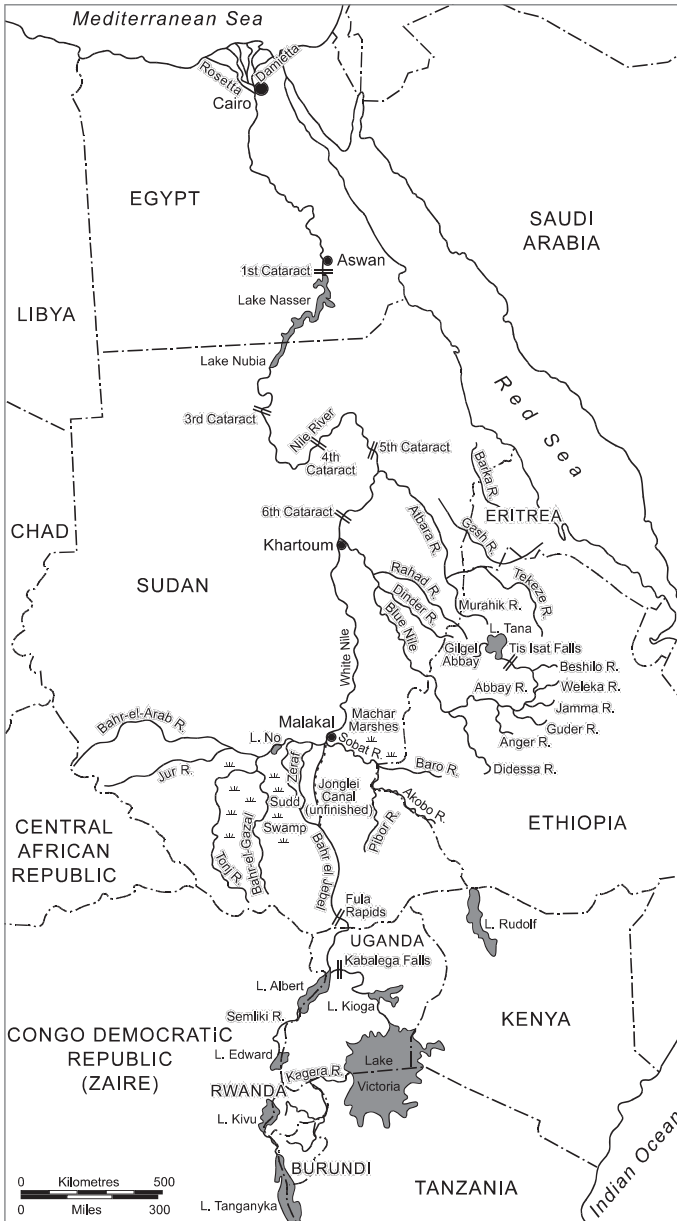 Mediterranean Sea
Rosetta
Damietta
Cairo
EGYPT
SAUDI
ARABIA
Aswan
1st Cataract
Lake Nasser
LIBYA
Lake Nubia
Red Sea
3rd Cataract
Nile River
4th
Cataract
5th Cataract
Barka R.
6th Cataract
Atbara R.
Gash R.
ERITREA
CHAD
Khartoum
SUDAN
Rahad R.
Dinder R.
Blue Nile
Tekeze R.
Murahik R.
L. Tana
Gilgel
Abbay
Tis Isat Falls
Beshilo R.
White Nile
Abbay R.
Weleka R.
Jamma R.
Guder R.
Anger R.
Didessa R.
Machar
Marshes
Malakal
Bahr-el-Arab R.
L. No
Sobat R.
Jur R.
Zeraf
Baro R.
Sudd
Swamp
Jonglei
Canal
(unfinished)
Akobo R.
Pibor R.
CENTRAL
AFRICAN
REPUBLIC
Tonj R.
Bahr-el-Gazal
Bahr el Jebel
ETHIOPIA
Fula
Rapids
L. Rudolf
UGANDA
Kabalega Falls
L. Albert
L. Kioga
Semliki R.
KENYA
CONGO DEMOCRATIC
REPUBLIC
(ZAIRE)
L. Edward
Lake
Victoria
Kagera R.
RWANDA
L. Kivu
BURUNDI
TANZANIA
Indian Ocean
L. Tanganyka
0 Kilometres 500
0 Miles 300